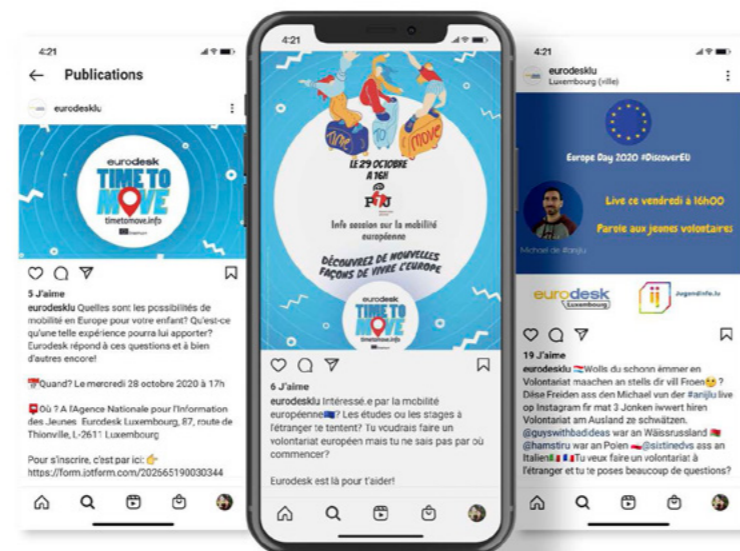 4:21
Publications
eurodesklu
eurodesk
TIME TO
MOVE
timetomove.info
5 J'aime
eurodesklu Quelles sont les possibilités de
mobilité en Europe pour votre enfant? Qu'est-ce
qu'une telle expérience pourra lui apporter?
Eurodesk répond à ces questions et à bien
d'autres encore!
Quand? Le mercredi 28 octobre 2020 à 17h
Où ? A l'Agence Nationale pour l'Information
des Jeunes Eurodesk Luxembourg, 87, route de
Thionville, L-2611 Luxembourg
Pour s'inscrire, c'est par ici:
https://form.jotform.com/202665190030344
4:21
TIME
TO
MOVE
LE 29 OCTOBRE
A 16H
@
PIJ
Info session sur la mobilité
européenne
DÉCOUVREZ DE NOUVELLES
FAÇONS DE VIVRE L'EUROPE
eurodesk
TIME TO
MOVE
timetomove.info
6 J'aime
eurodesklu Intéressé.e par la mobilité
européenne? Les études ou les stages à
l'étranger te tentent? Tu voudrais faire un
volontariat européen mais tu ne sais pas par où
commencer?
Eurodesk est là pour t'aider!
4:21
eurodesklu
Luxembourg (ville)
Europe Day 2020 #DiscoverEU
Live ce vendredi à 16h00
Parole aux jeunes volontaires
Michael de #anijlu
eurodesk
Luxembourg
JugendInfo.lu
19 J'aime
eurodesklu Wolls du schonn ëmmer en
Volontariat maachen an stells dir vill Froen ?
Dëse Freiden ass den Michael vun der #anijlu live
op Instagram fir mat 3 Jonken iwwert hiren
Volontariat am Ausland ze schwätzen.
@guyswithbadideas war an Wäissrussland
@hamstiru war an Polen @sixtinedvs ass an
Italien Tu veux faire un volontariat à
l'étranger et tu te poses beaucoup de questions?